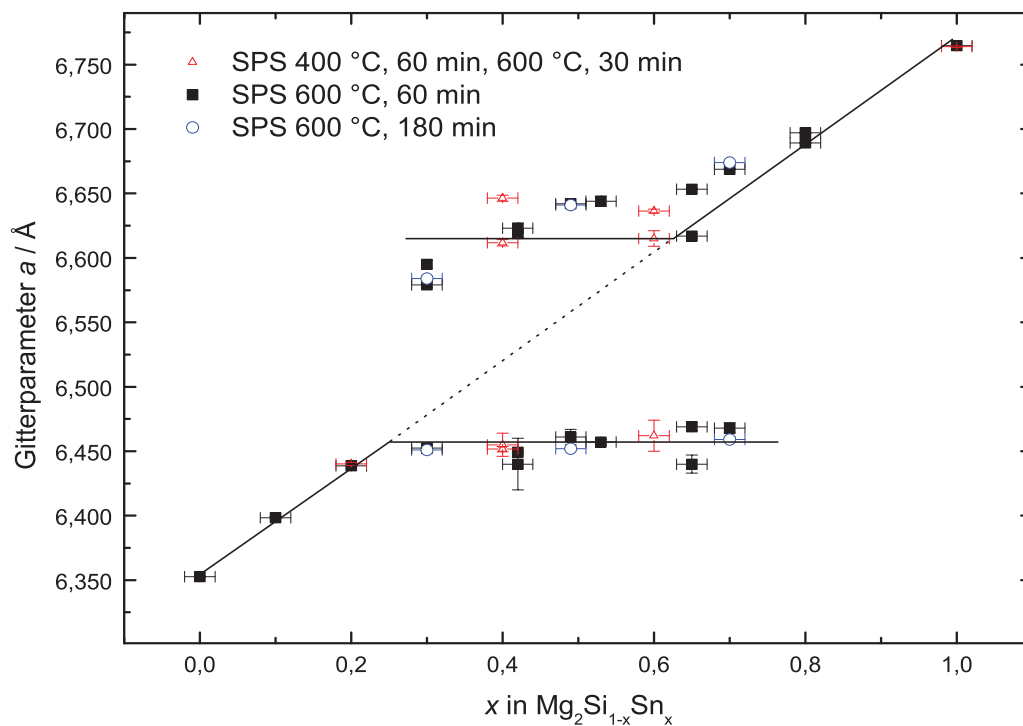 SPS 400 °C, 60 min, 600 °C, 30 min
SPS 600 °C, 60 min
SPS 600 °C, 180 min
Gitterparameter a / Å
6,750
6,700
6,650
6,600
6,550
6,500
6,450
6,400
6,350
0,0 0,2 0,4 0,6 0,8 1,0
x in Mg₂Si₁₋ₓSnₓ